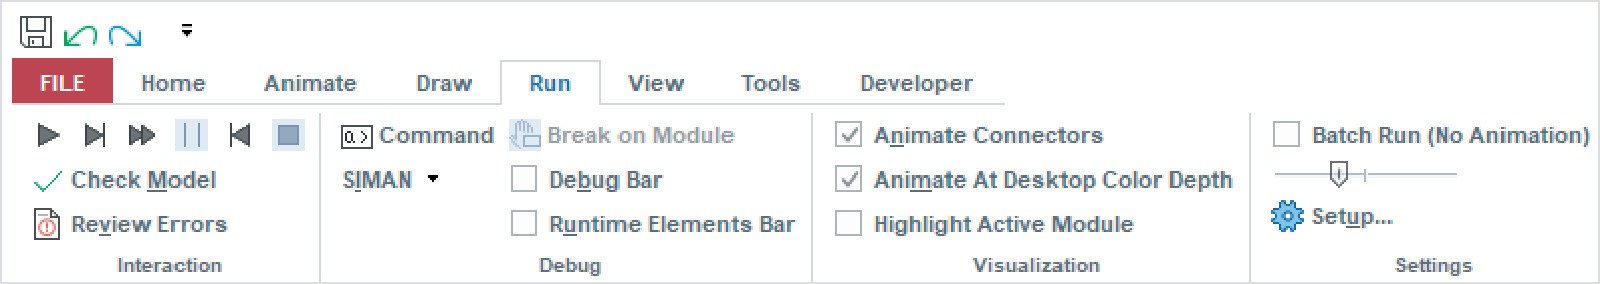 FILE Home Animate Draw Run View Tools Developer
Command Break on Module Animate Connectors Batch Run (No Animation)
Check Model SIMAN Debug Bar Animate At Desktop Color Depth
Review Errors Runtime Elements Bar Highlight Active Module Setup...
Interaction Debug Visualization Settings